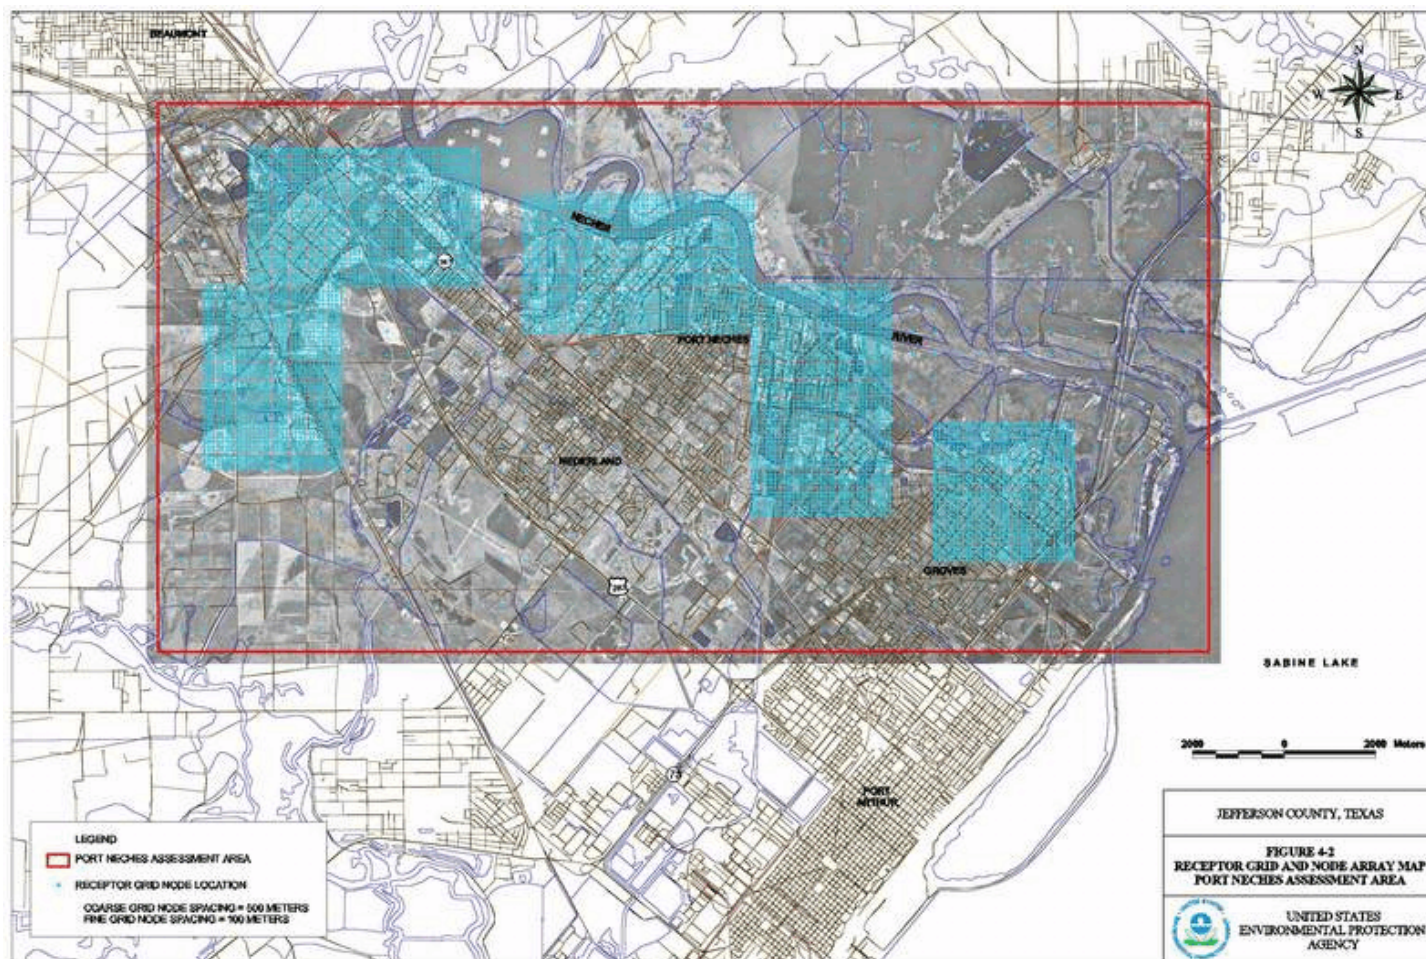 BEAUMONT
N
W E
S
NECHES
PORT NECHES
RIVER
NEDERLAND
GROVES
SABINE LAKE
2000 0 2000 Meters
73
PORT
ARTHUR
JEFFERSON COUNTY, TEXAS
FIGURE 4-2
RECEPTOR GRID AND NODE ARRAY MAP
PORT NECHES ASSESSMENT AREA
UNITED STATES
ENVIRONMENTAL PROTECTION
AGENCY
LEGEND
PORT NECHES ASSESSMENT AREA
RECEPTOR GRID NODE LOCATION
COARSE GRID NODE SPACING = 500 METERS
FINE GRID NODE SPACING = 100 METERS